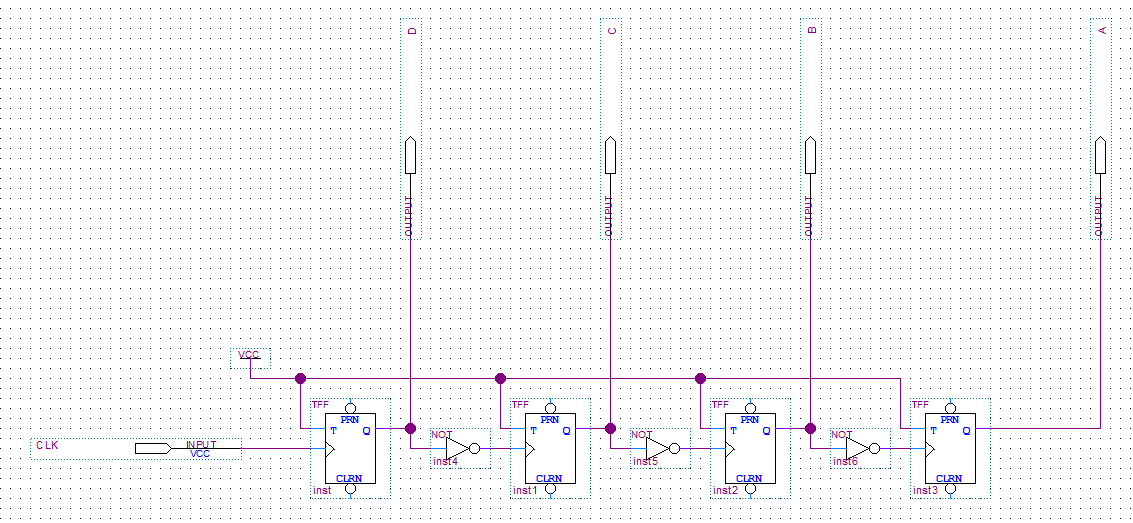 D C B A
OUTPUT OUTPUT OUTPUT OUTPUT
VCC
TFF TFF TFF TFF
PRN PRN PRN PRN
T Q T Q T Q T Q
NOT NOT NOT
CLK INPUT
VCC
inst4 inst5 inst6
CLRN CLRN CLRN CLRN
inst inst1 inst2 inst3